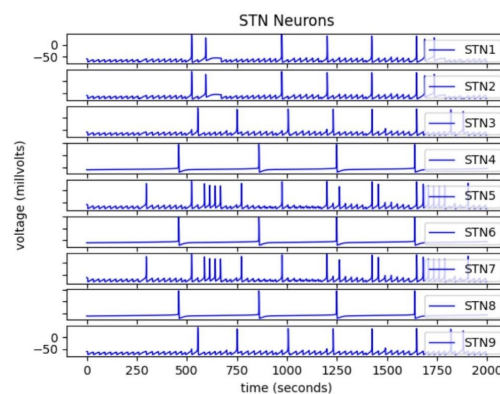 STN Neurons
0
−50
STN1
STN2
STN3
STN4
STN5
STN6
STN7
STN8
0
−50
STN9
voltage (millvolts)
0 250 500 750 1000 1250 1500 1750 2000
time (seconds)